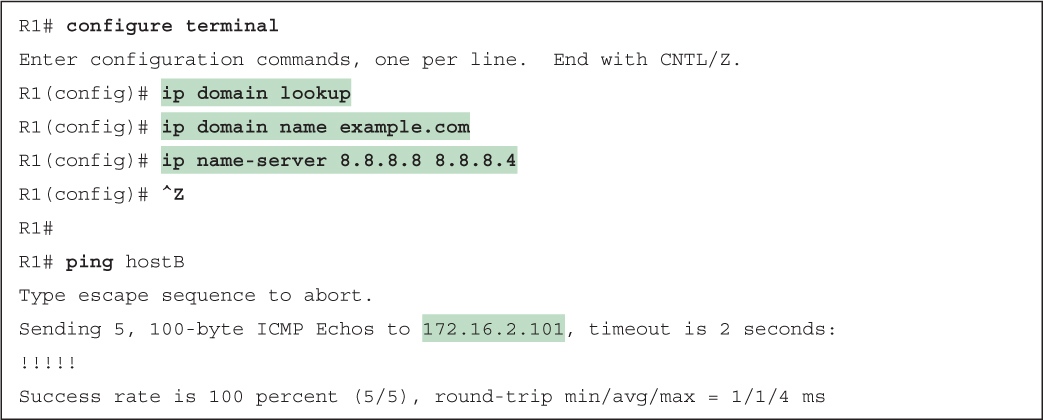 R1# configure terminal
Enter configuration commands, one per line.  End with CNTL/Z.
R1(config)# ip domain lookup
R1(config)# ip domain name example.com
R1(config)# ip name-server 8.8.8.8 8.8.8.4
R1(config)# ^Z
R1#
R1# ping hostB
Type escape sequence to abort.
Sending 5, 100-byte ICMP Echos to 172.16.2.101, timeout is 2 seconds:
!!!!!
Success rate is 100 percent (5/5), round-trip min/avg/max = 1/1/4 ms